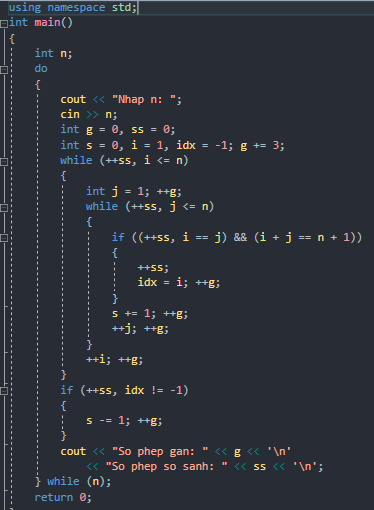 using namespace std;
int main()
{
int n;
do
{
cout << "Nhap n: ";
cin >> n;
int g = 0, ss = 0;
int s = 0, i = 1, idx = -1; g += 3;
while (++ss, i <= n)
{
int j = 1; ++g;
while (++ss, j <= n)
{
if ((++ss, i == j) && (i + j == n + 1))
{
++ss;
idx = i; ++g;
}
s += 1; ++g;
++j; ++g;
}
++i; ++g;
}
if (++ss, idx != -1)
{
s -= 1; ++g;
}
cout << "So phep gan: " << g << '\n'
<< "So phep so sanh: " << ss << '\n';
} while (n);
return 0;